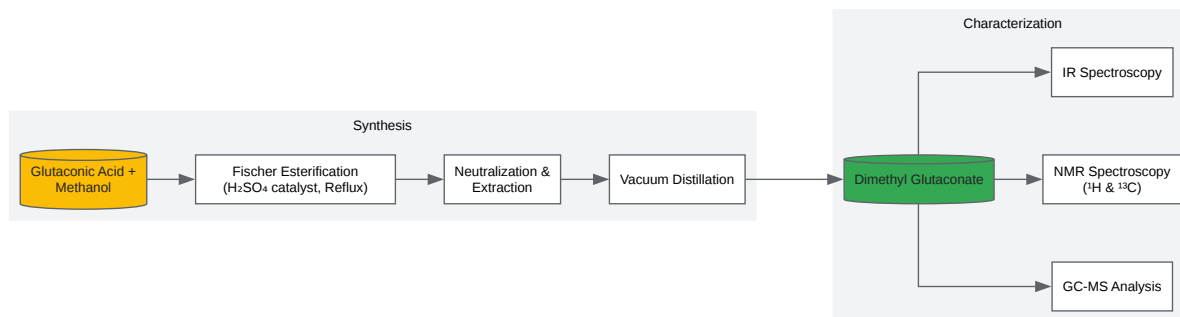 Synthesis
Glutaconic Acid +
Methanol
Fischer Esterification
(H₂SO₄ catalyst, Reflux)
Neutralization &
Extraction
Vacuum Distillation
Characterization
Dimethyl Glutaconate
IR Spectroscopy
NMR Spectroscopy
(¹H & ¹³C)
GC-MS Analysis